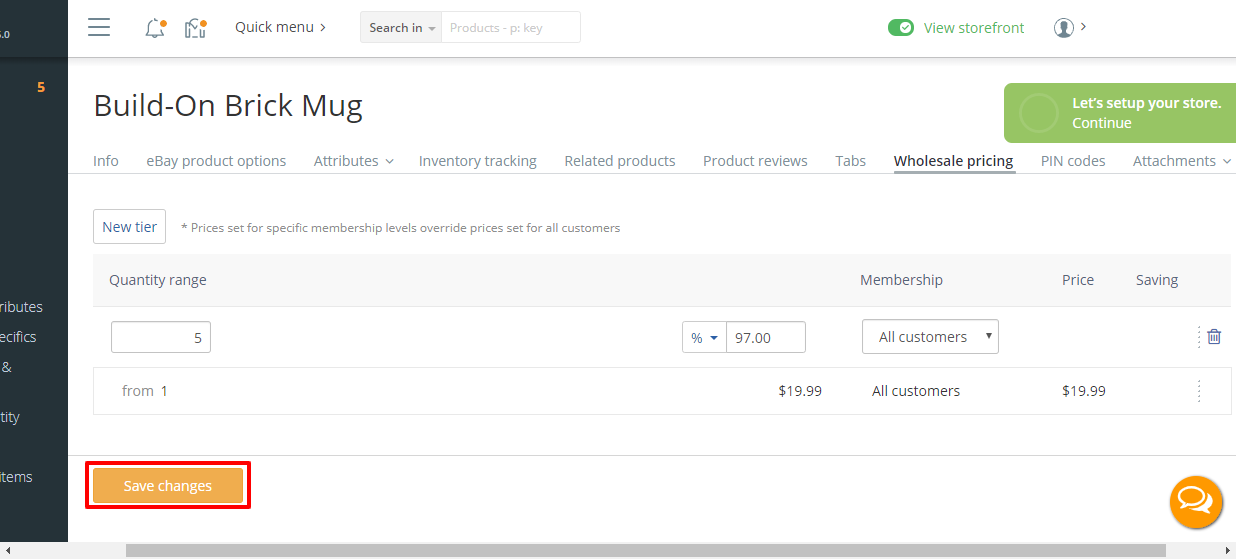 5.0
Quick menu >
Search in
Products - p: key
View storefront
5
Build-On Brick Mug
Let's setup your store.
Continue
Info
eBay product options
Attributes
Inventory tracking
Related products
Product reviews
Tabs
Wholesale pricing
PIN codes
Attachments
New tier
* Prices set for specific membership levels override prices set for all customers
Quantity range
Membership
Price
Saving
ributes
ecifics
&
tity
items
5
% 97.00
All customers
from 1
$19.99
All customers
$19.99
Save changes